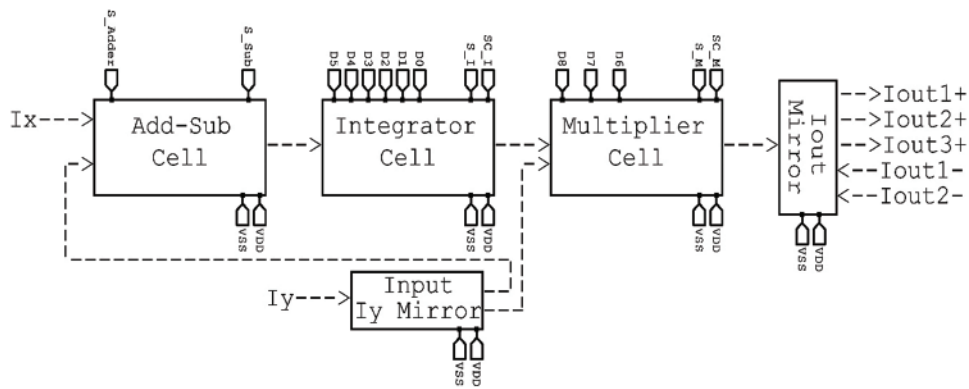 S_Adder
S_Sub
D5
D4
D3
D2
D1
D0
S_I
SC_I
D8
D7
D6
S_M
SC_M
Ix
Add-Sub
Cell
Integrator
Cell
Multiplier
Cell
Iout
Mirror
Iout1+
Iout2+
Iout3+
Iout1-
Iout2-
VSS
VDD
VSS
VDD
VSS
VDD
VSS
VDD
Iy
Input
Iy Mirror
VSS
VDD